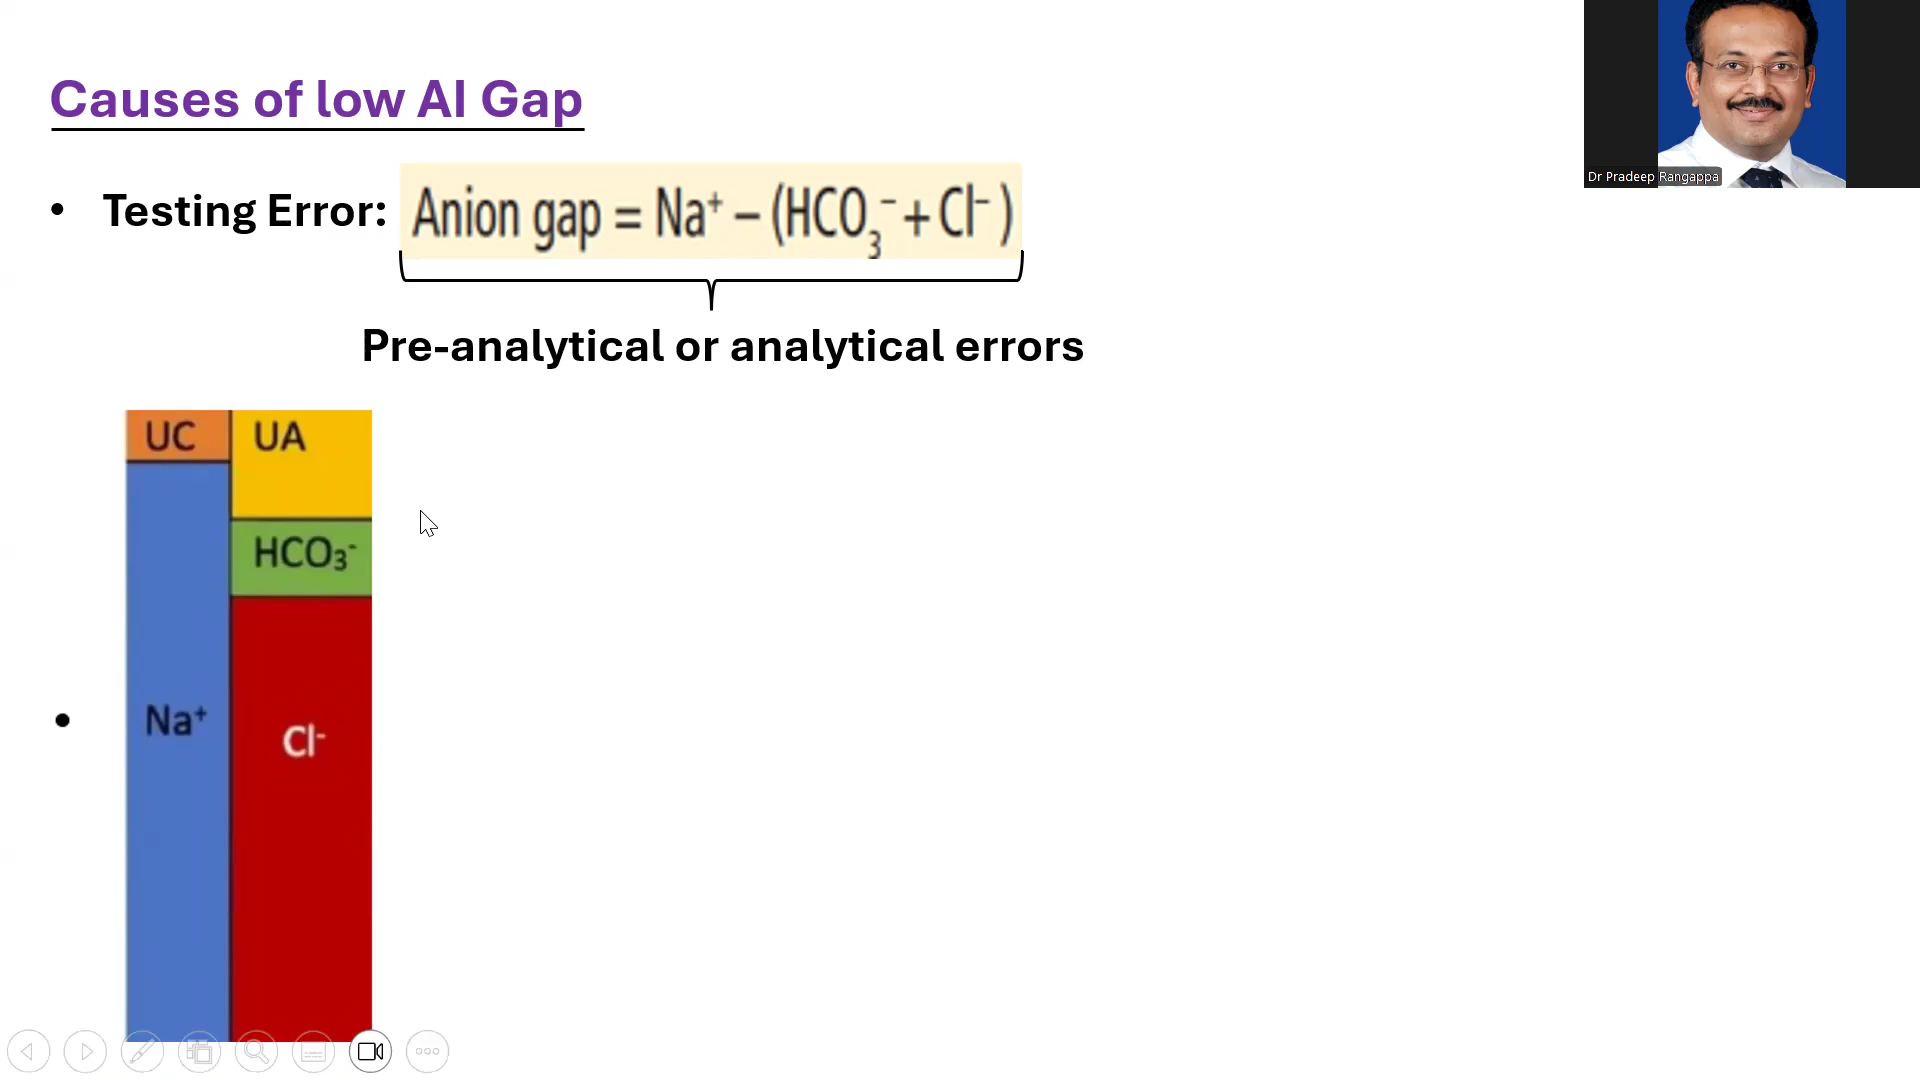 Causes of low AI Gap
• Testing Error: Anion gap = Na⁺ – (HCO₃⁻ + Cl⁻)
Pre-analytical or analytical errors
UC UA
HCO₃⁻
Na⁺
Cl⁻
Dr Pradeep Rangappa